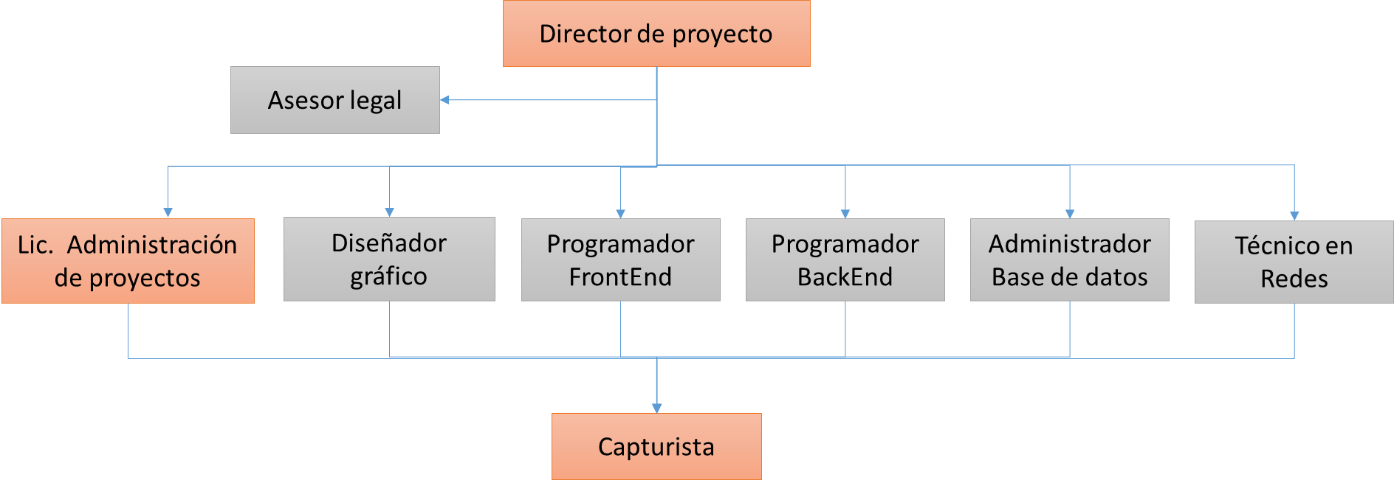 Director de proyecto
Asesor legal
Lic.  Administración
de proyectos
Diseñador
gráfico
Programador
FrontEnd
Programador
BackEnd
Administrador
Base de datos
Técnico en
Redes
Capturista